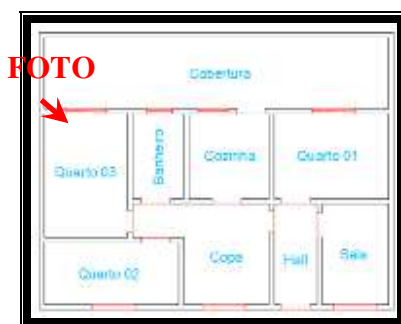 Cobertura
FOTO
Quarto 03
Banheiro
Cozinha
Quarto 01
Quarto 02
Copa
Hall
Sala